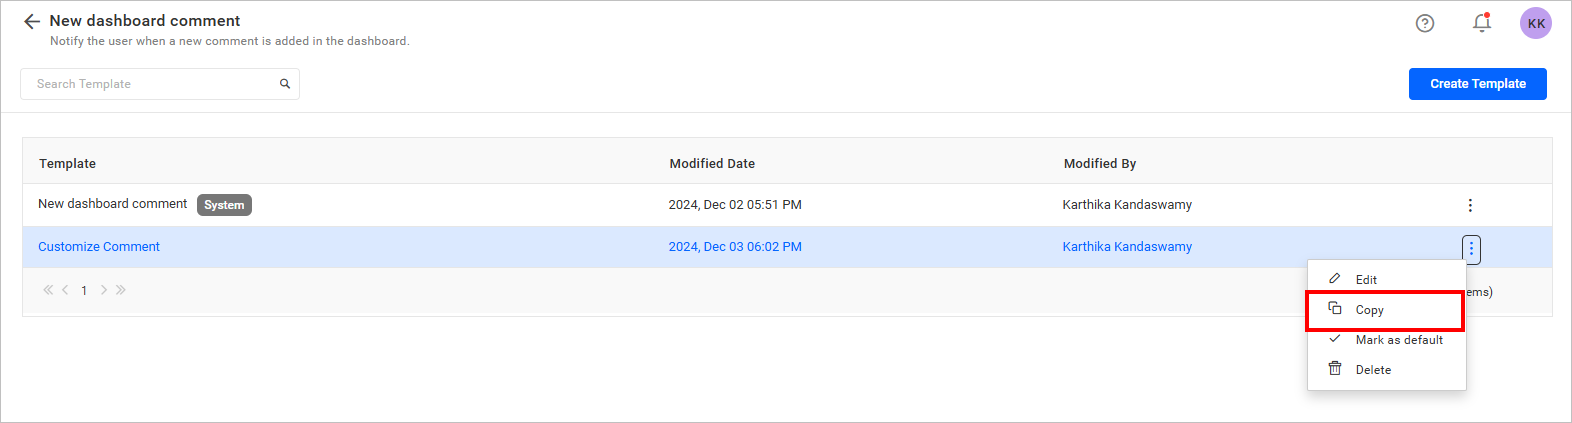 New dashboard comment
Notify the user when a new comment is added in the dashboard.
KK
Search Template
Create Template
Template Modified Date Modified By
New dashboard comment System 2024, Dec 02 05:51 PM Karthika Kandaswamy
Customize Comment 2024, Dec 03 06:02 PM Karthika Kandaswamy
1
ems)
Edit
Copy
Mark as default
Delete